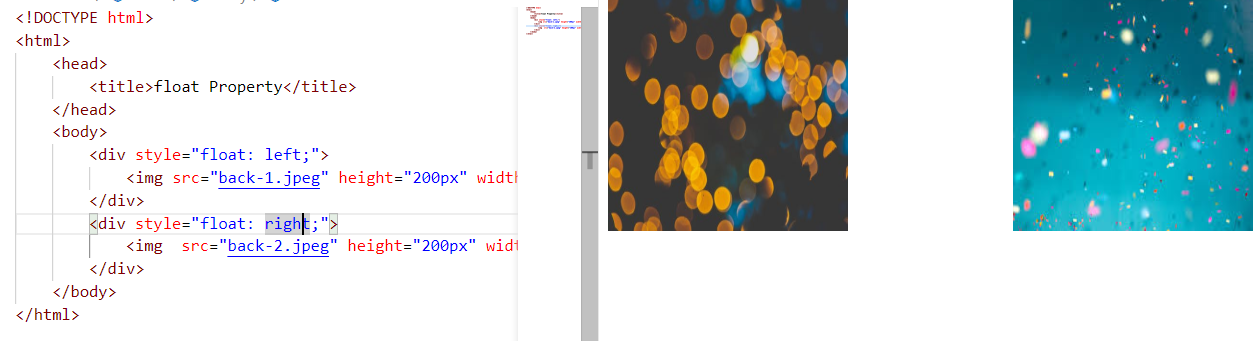 <!DOCTYPE html>
<html>
<head>
<title>float Property</title>
</head>
<body>
<div style="float: left;">
<img src="back-1.jpeg" height="200px" widt
</div>
<div style="float: right;">
<img  src="back-2.jpeg" height="200px" widt
</div>
</body>
</html>